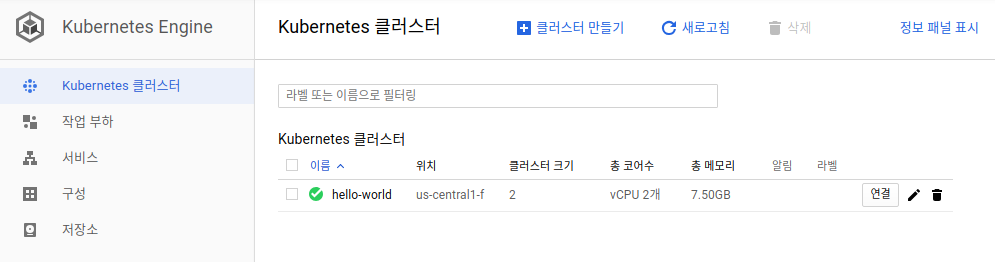 Kubernetes Engine
Kubernetes 클러스터
작업 부하
서비스
구성
저장소
Kubernetes 클러스터 클러스터 만들기 새로고침 삭제 정보 패널 표시
라벨 또는 이름으로 필터링
Kubernetes 클러스터
이름 위치 클러스터 크기 총 코어수 총 메모리 알림 라벨
hello-world us-central1-f 2 vCPU 2개 7.50GB 연결